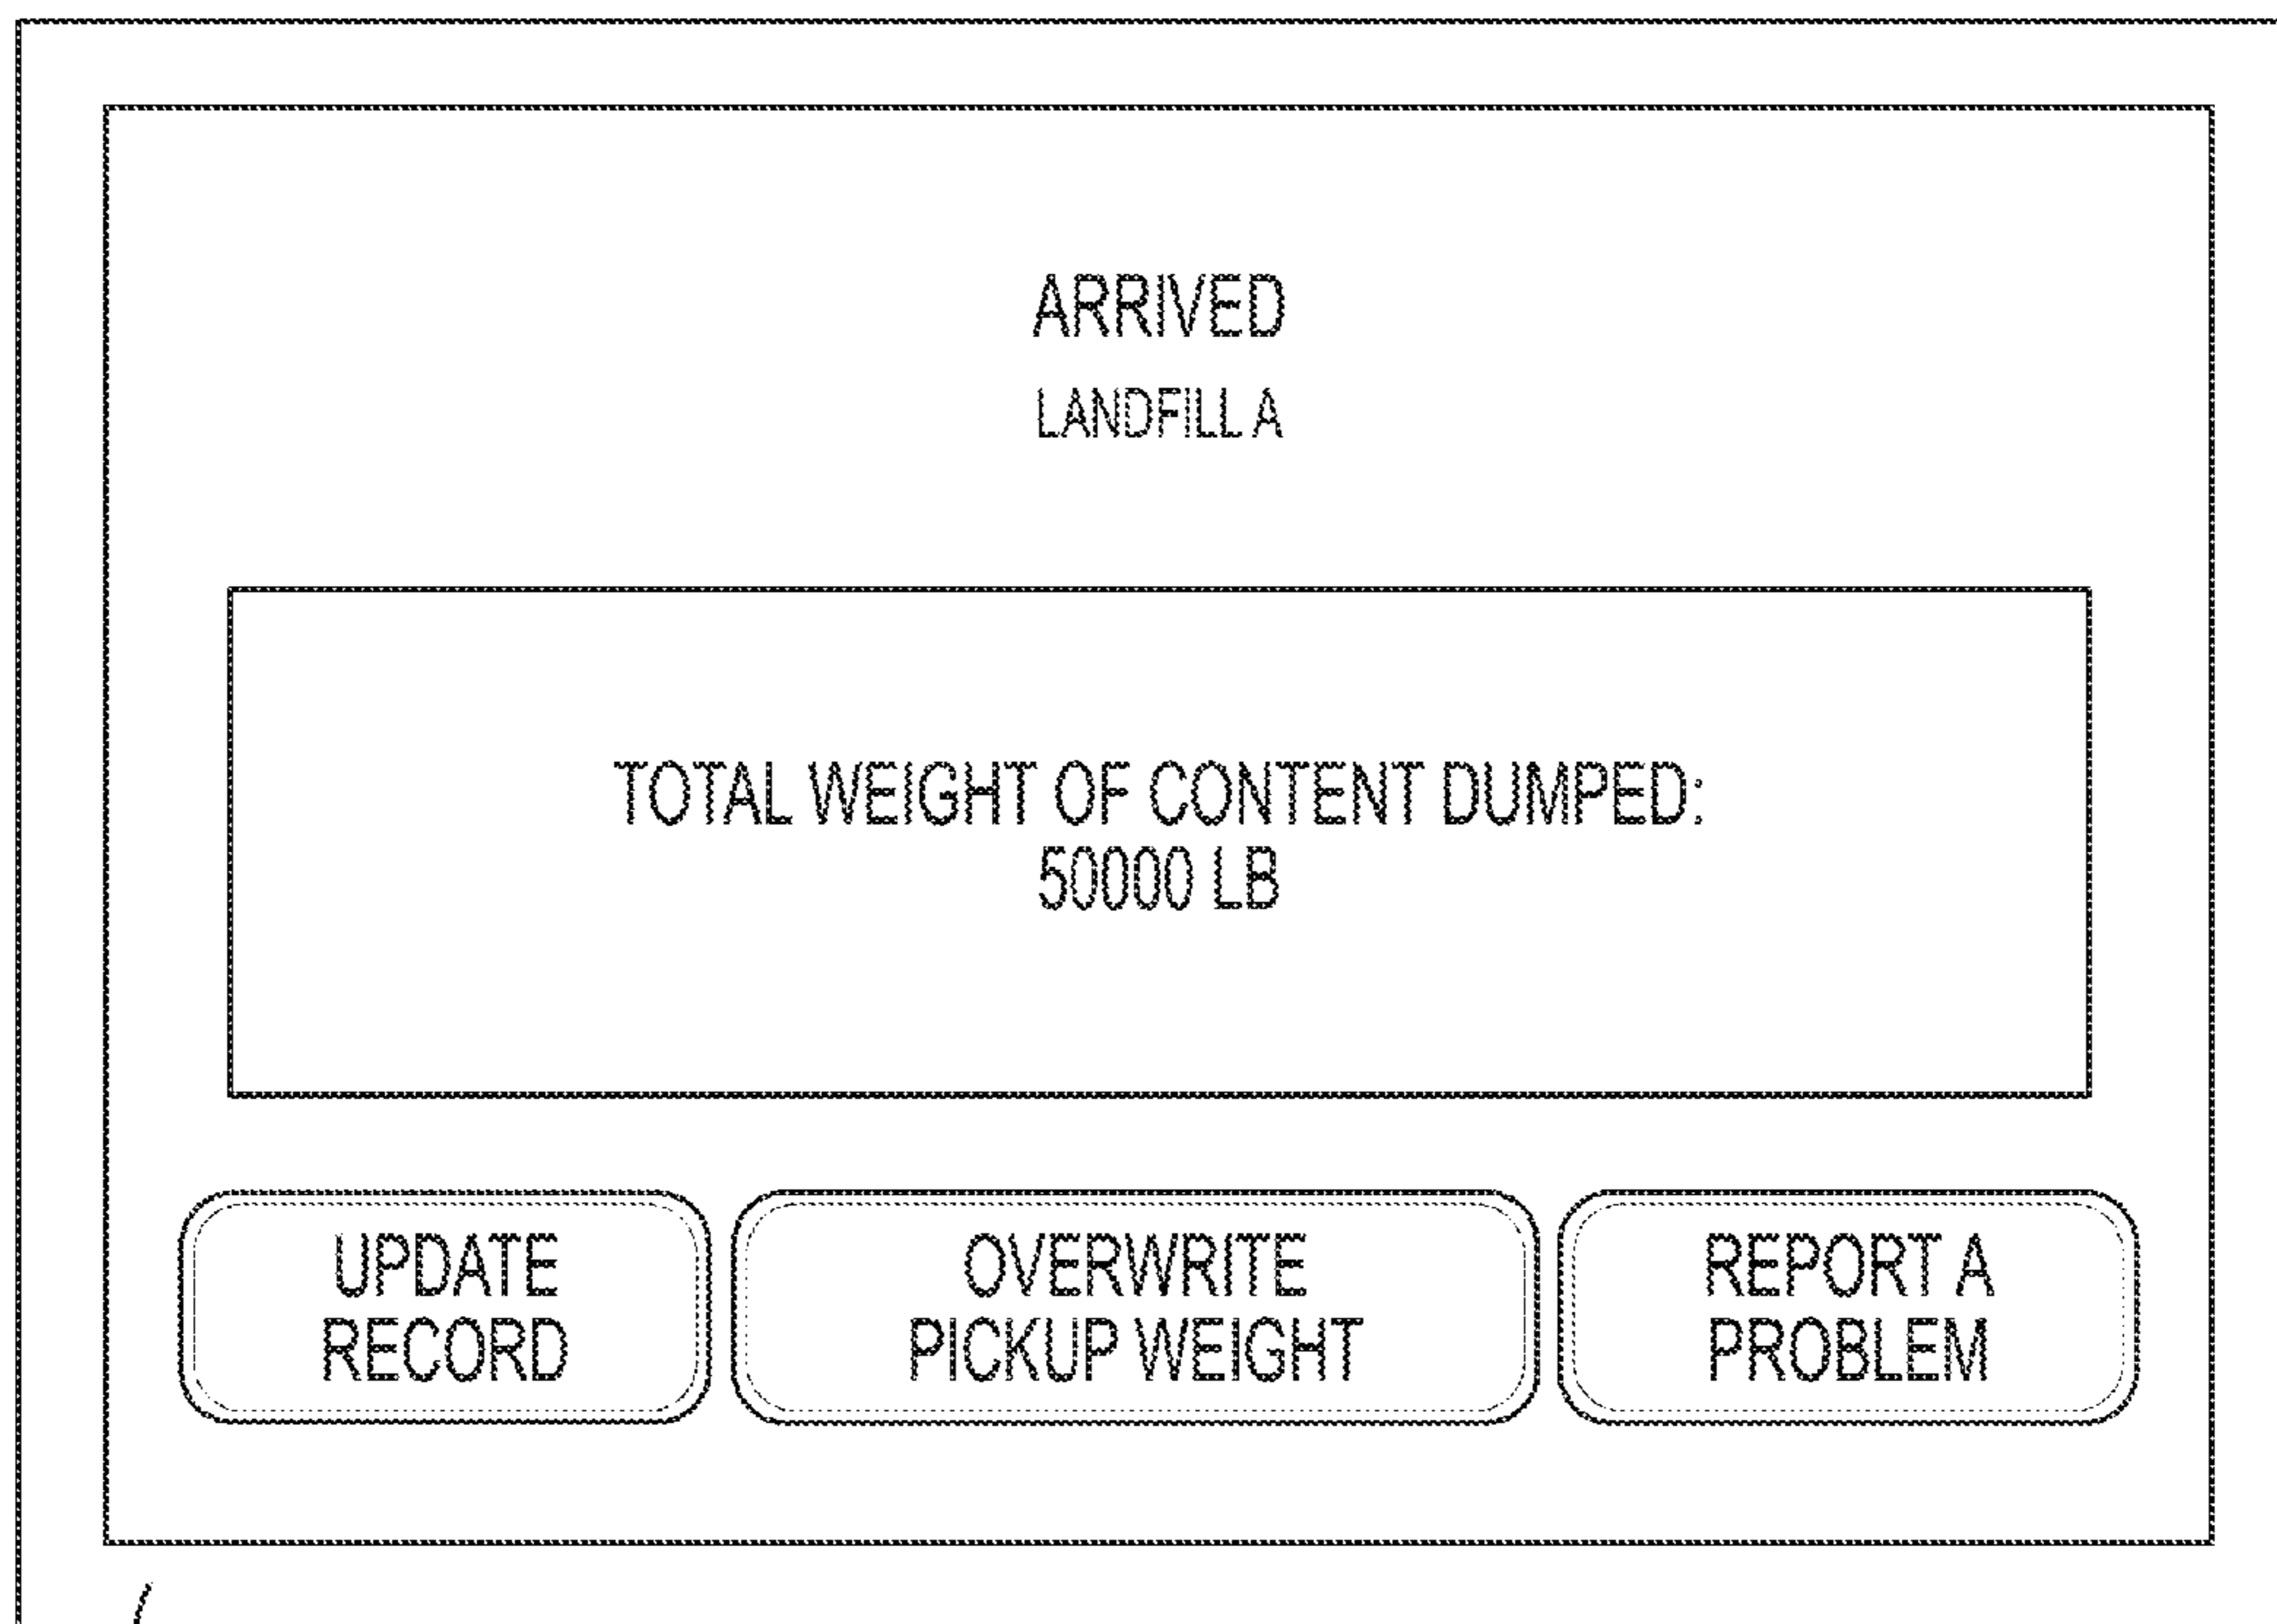 ARRIVED
LANDFILL A
TOTAL WEIGHT OF CONTENT DUMPED:
50000 LB
UPDATE
RECORD
OVERWRITE
PICKUP WEIGHT
REPORT A
PROBLEM